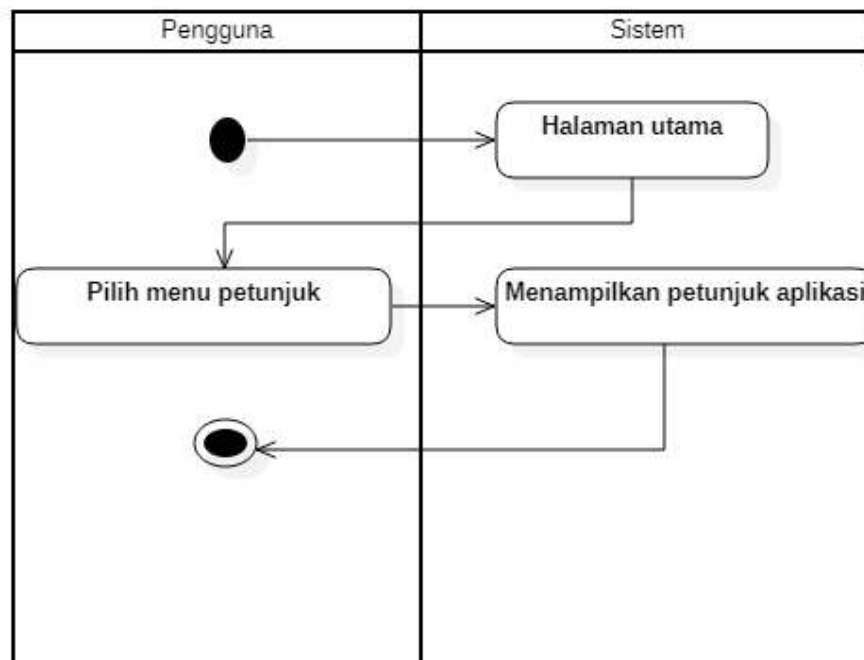 Pengguna
Sistem
Halaman utama
Pilih menu petunjuk
Menampilkan petunjuk aplikasi